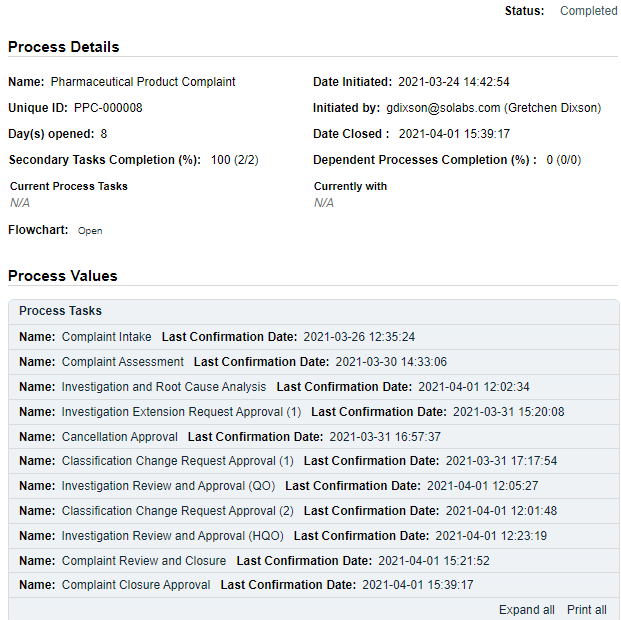 Status: Completed
Process Details
Name: Pharmaceutical Product Complaint Date Initiated: 2021-03-24 14:42:54
Unique ID: PPC-000008 Initiated by: gdixson@solabs.com (Gretchen Dixson)
Day(s) opened: 8 Date Closed : 2021-04-01 15:39:17
Secondary Tasks Completion (%): 100 (2/2) Dependent Processes Completion (%) : 0 (0/0)
Current Process Tasks Currently with
N/A N/A
Flowchart: Open
Process Values
Process Tasks
Name: Complaint Intake Last Confirmation Date: 2021-03-26 12:35:24
Name: Complaint Assessment Last Confirmation Date: 2021-03-30 14:33:06
Name: Investigation and Root Cause Analysis Last Confirmation Date: 2021-04-01 12:02:34
Name: Investigation Extension Request Approval (1) Last Confirmation Date: 2021-03-31 15:20:08
Name: Cancellation Approval Last Confirmation Date: 2021-03-31 16:57:37
Name: Classification Change Request Approval (1) Last Confirmation Date: 2021-03-31 17:17:54
Name: Investigation Review and Approval (QO) Last Confirmation Date: 2021-04-01 12:05:27
Name: Classification Change Request Approval (2) Last Confirmation Date: 2021-04-01 12:01:48
Name: Investigation Review and Approval (HQO) Last Confirmation Date: 2021-04-01 12:23:19
Name: Complaint Review and Closure Last Confirmation Date: 2021-04-01 15:21:52
Name: Complaint Closure Approval Last Confirmation Date: 2021-04-01 15:39:17
Expand all Print all